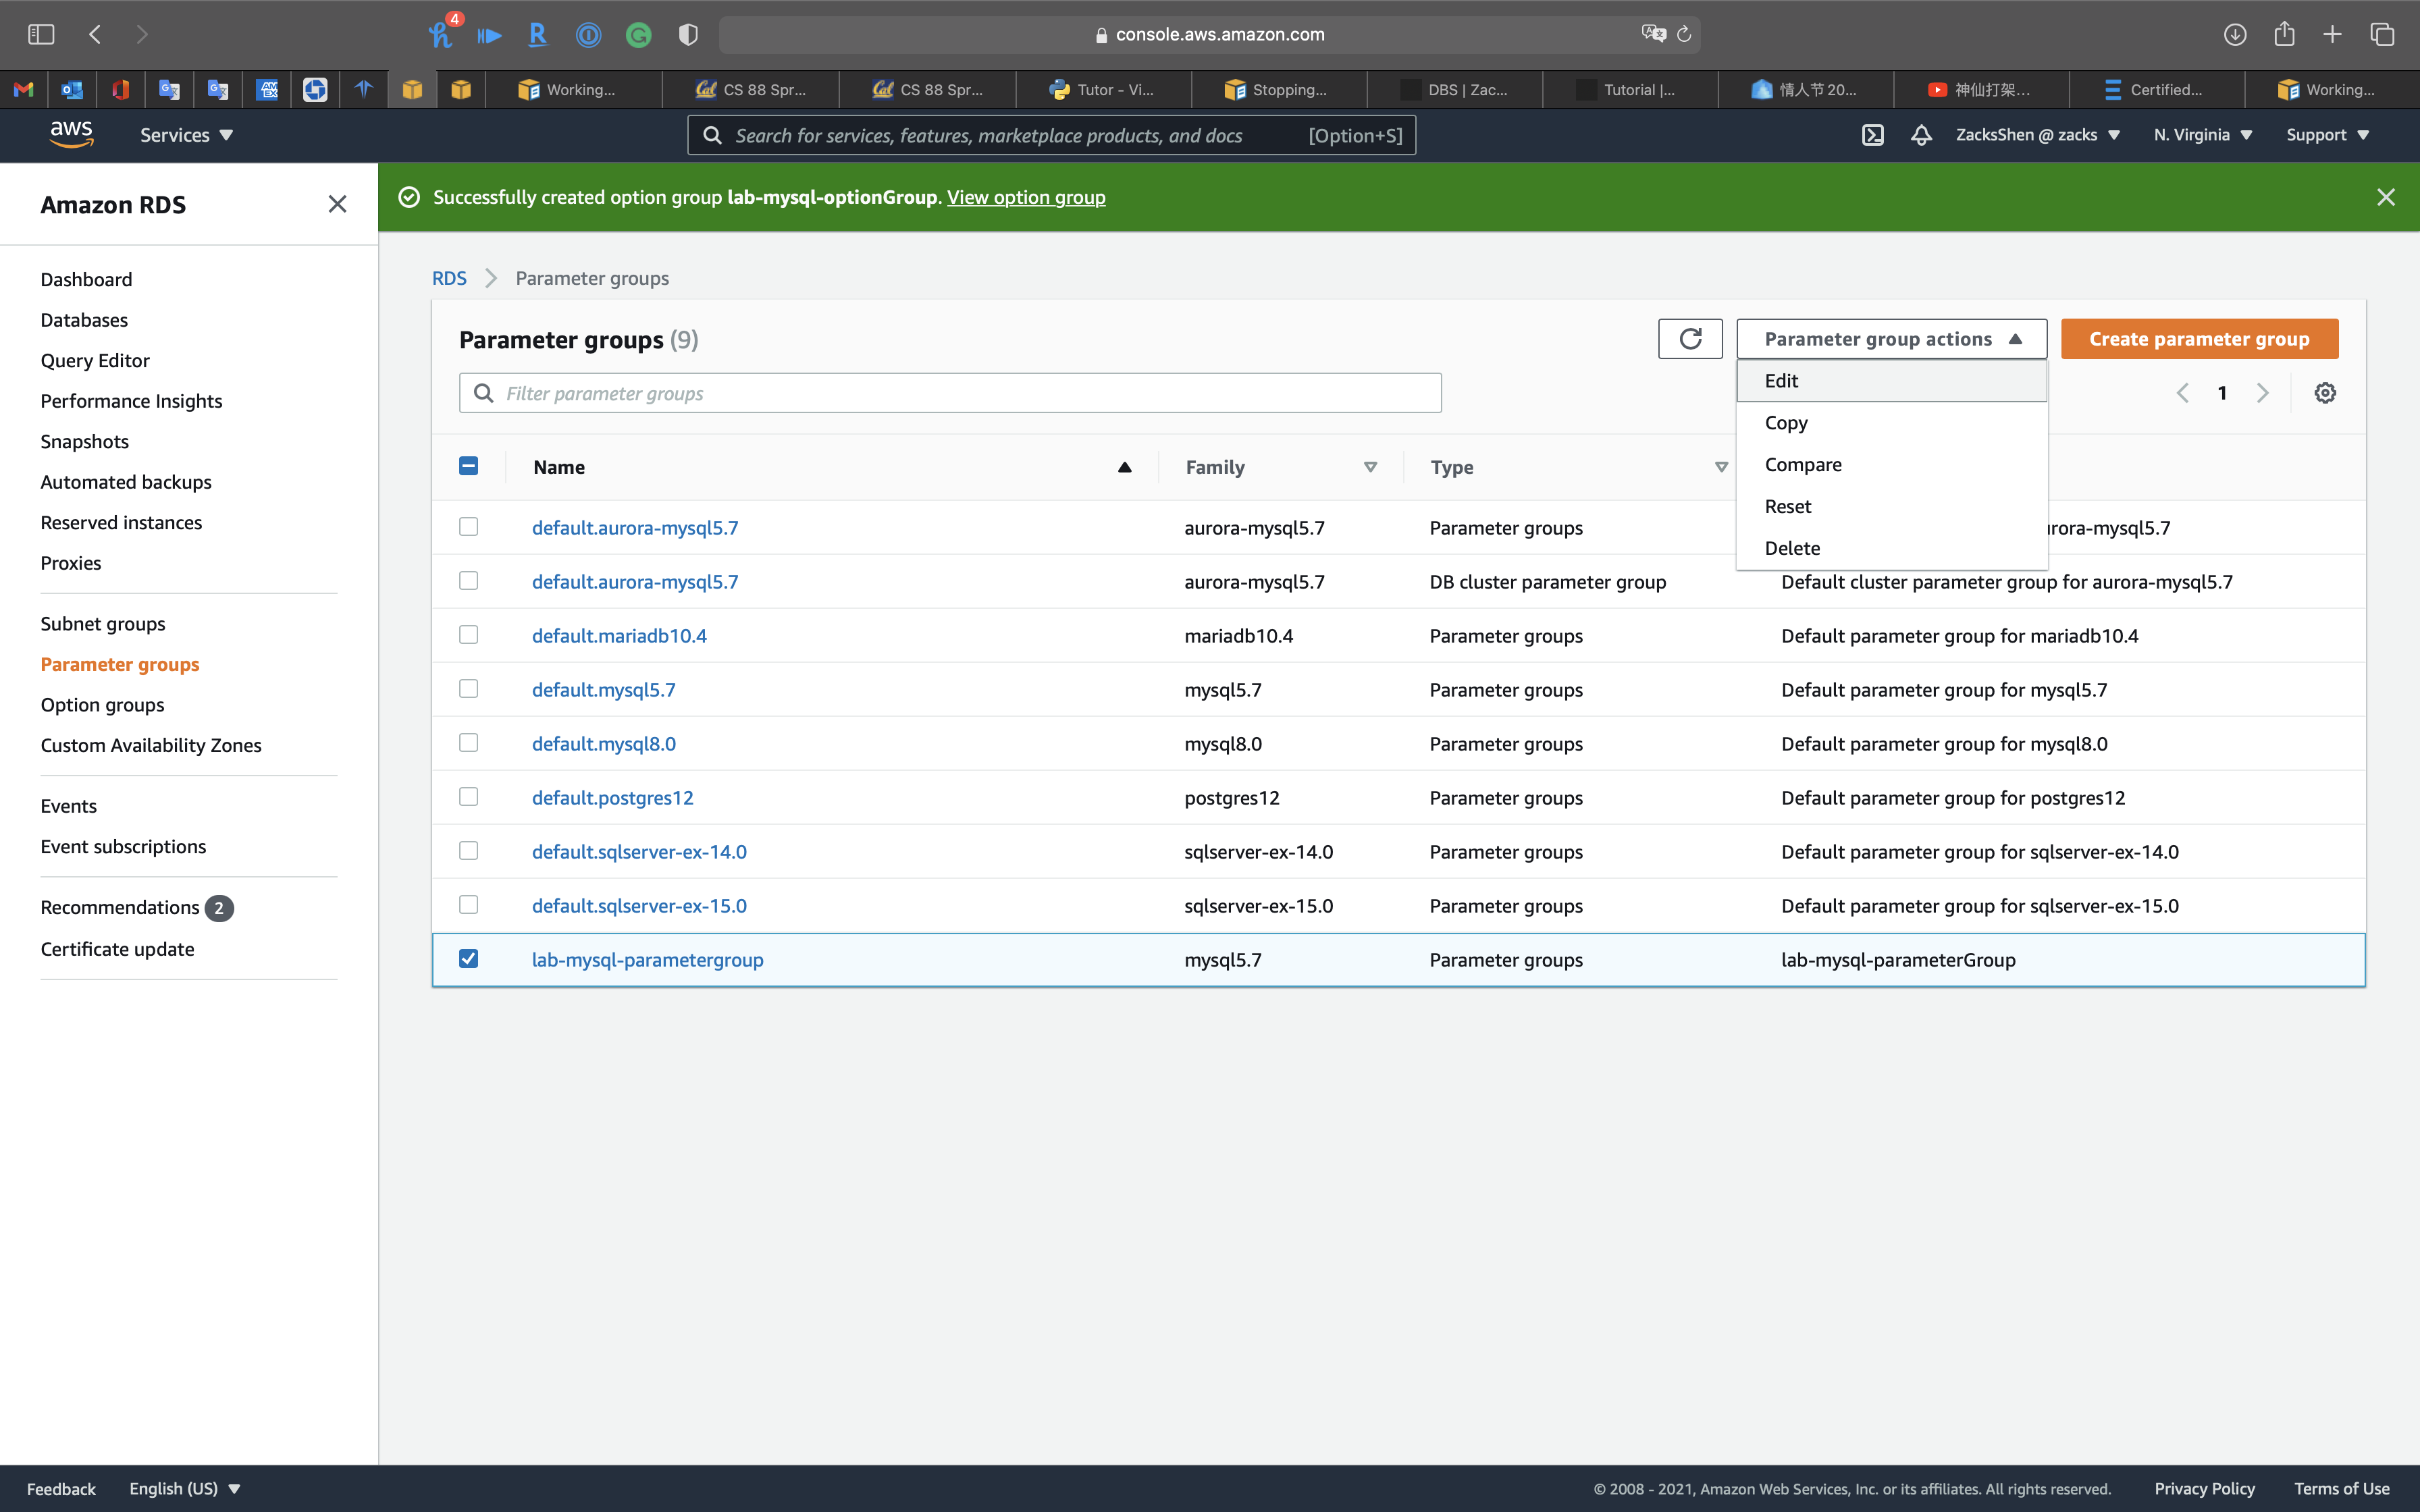 4
console.aws.amazon.com
Working...
CS 88 Spr...
CS 88 Spr...
Tutor - Vi...
Stopping...
DBS | Zac...
Tutorial |...
情人节 20...
神仙打架...
Certified...
Working...
aws
Services
Search for services, features, marketplace products, and docs [Option+S]
ZacksShen @ zacks
N. Virginia
Support
Amazon RDS
Dashboard
Databases
Query Editor
Performance Insights
Snapshots
Automated backups
Reserved instances
Proxies
Subnet groups
Parameter groups
Option groups
Custom Availability Zones
Events
Event subscriptions
Recommendations 2
Certificate update
Successfully created option group lab-mysql-optionGroup. View option group
RDS Parameter groups
Parameter groups (9)
Parameter group actions
Create parameter group
Filter parameter groups
1
Edit
Copy
Compare
Reset
Delete
Name Family Type
default.aurora-mysql5.7 aurora-mysql5.7 Parameter groups rora-mysql5.7
default.aurora-mysql5.7 aurora-mysql5.7 DB cluster parameter group Default cluster parameter group for aurora-mysql5.7
default.mariadb10.4 mariadb10.4 Parameter groups Default parameter group for mariadb10.4
default.mysql5.7 mysql5.7 Parameter groups Default parameter group for mysql5.7
default.mysql8.0 mysql8.0 Parameter groups Default parameter group for mysql8.0
default.postgres12 postgres12 Parameter groups Default parameter group for postgres12
default.sqlserver-ex-14.0 sqlserver-ex-14.0 Parameter groups Default parameter group for sqlserver-ex-14.0
default.sqlserver-ex-15.0 sqlserver-ex-15.0 Parameter groups Default parameter group for sqlserver-ex-15.0
lab-mysql-parametergroup mysql5.7 Parameter groups lab-mysql-parameterGroup
Feedback English (US)
© 2008 - 2021, Amazon Web Services, Inc. or its affiliates. All rights reserved. Privacy Policy Terms of Use